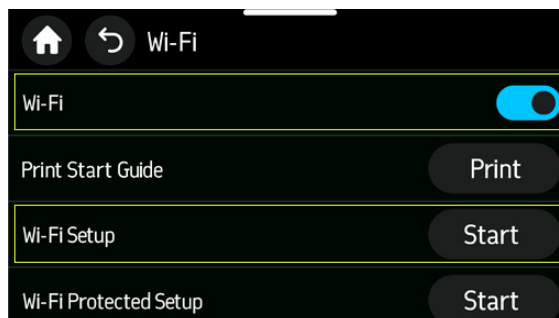 Wi-Fi
Wi-Fi
Print Start Guide Print
Wi-Fi Setup Start
Wi-Fi Protected Setup Start